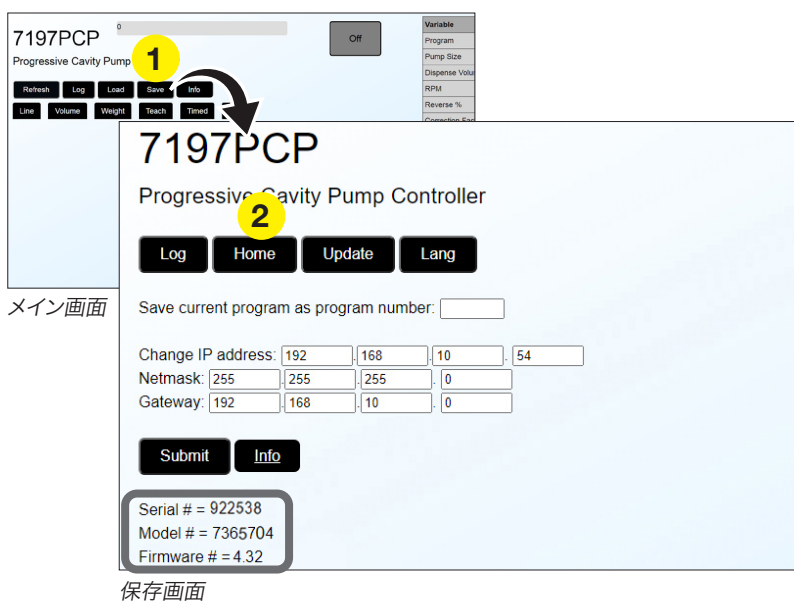 0
7197PCP
Off
Variable
Program
Pump Size
RPM
Reverse %
Progressive Cavity Pump
1
Refresh Log Load Save Info
Line Volume Weight Teach Timed
7197PCP
Progressive Cavity Pump Controller
2
Log Home Update Lang
メイン画面
Save current program as program number:
Change IP address: 192 . 168 . 10 . 54
Netmask: 255 . 255 . 255 . 0
Gateway: 192 . 168 . 10 . 0
Submit Info
Serial # = 922538
Model # = 7365704
Firmware # = 4.32
保存画面